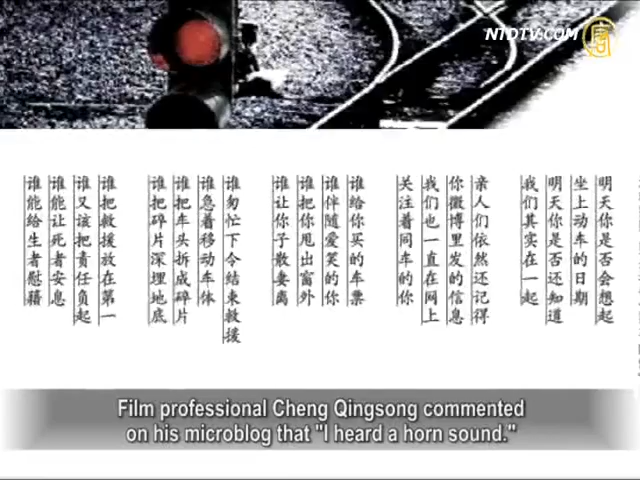 NTDTV.COM
唐
明天你是否会想起
坐上动车的日期
明天你是否还知道
我们其实在一起
亲人们依然还记得
你微博里发的信息
我们也一直在网上
关注着同车的你
谁给你买的车票
谁伴随爱笑的你
谁把你甩出窗外
谁让你子散妻离
谁匆忙下令结束救援
谁急着移动车体
谁把车头拆成碎片
谁把碎片深埋地底
谁把救援放在第一
谁又该把责任负起
谁能让死者安息
谁能给生者慰藉
Film professional Cheng Qingsong commented
on his microblog that "I heard a horn sound."